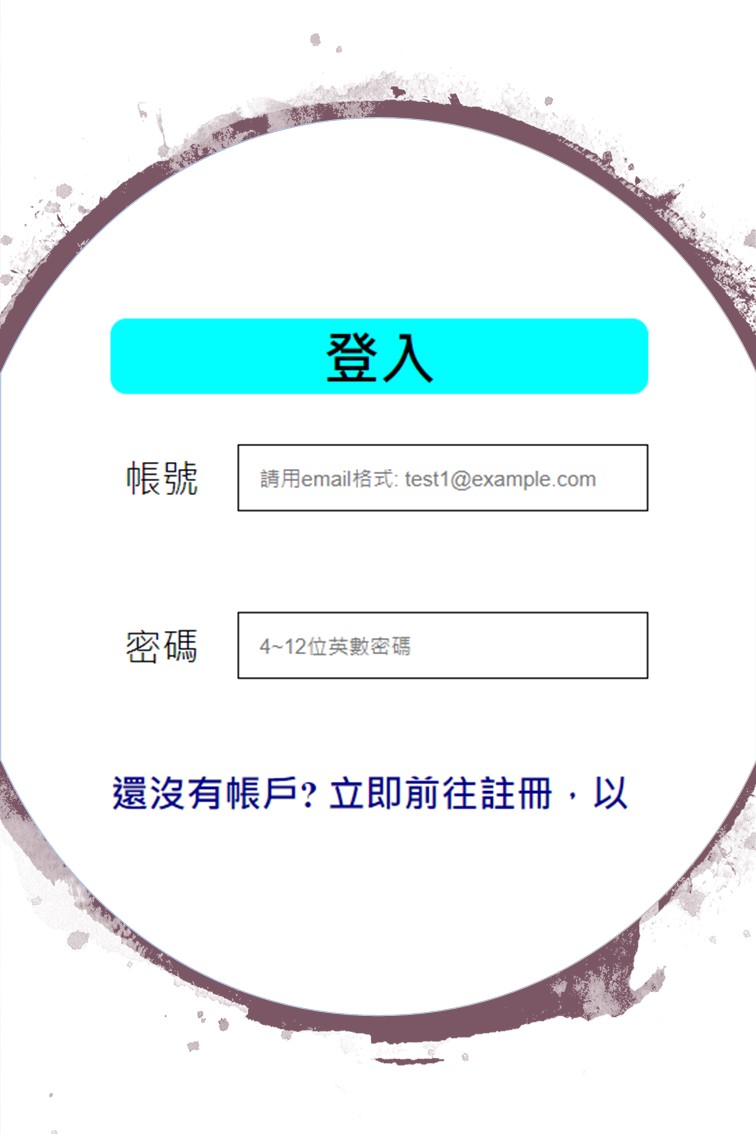 登入
帳號
請用email格式: test1@example.com
密碼
4~12位英數密碼
還沒有帳戶? 立即前往註冊，以